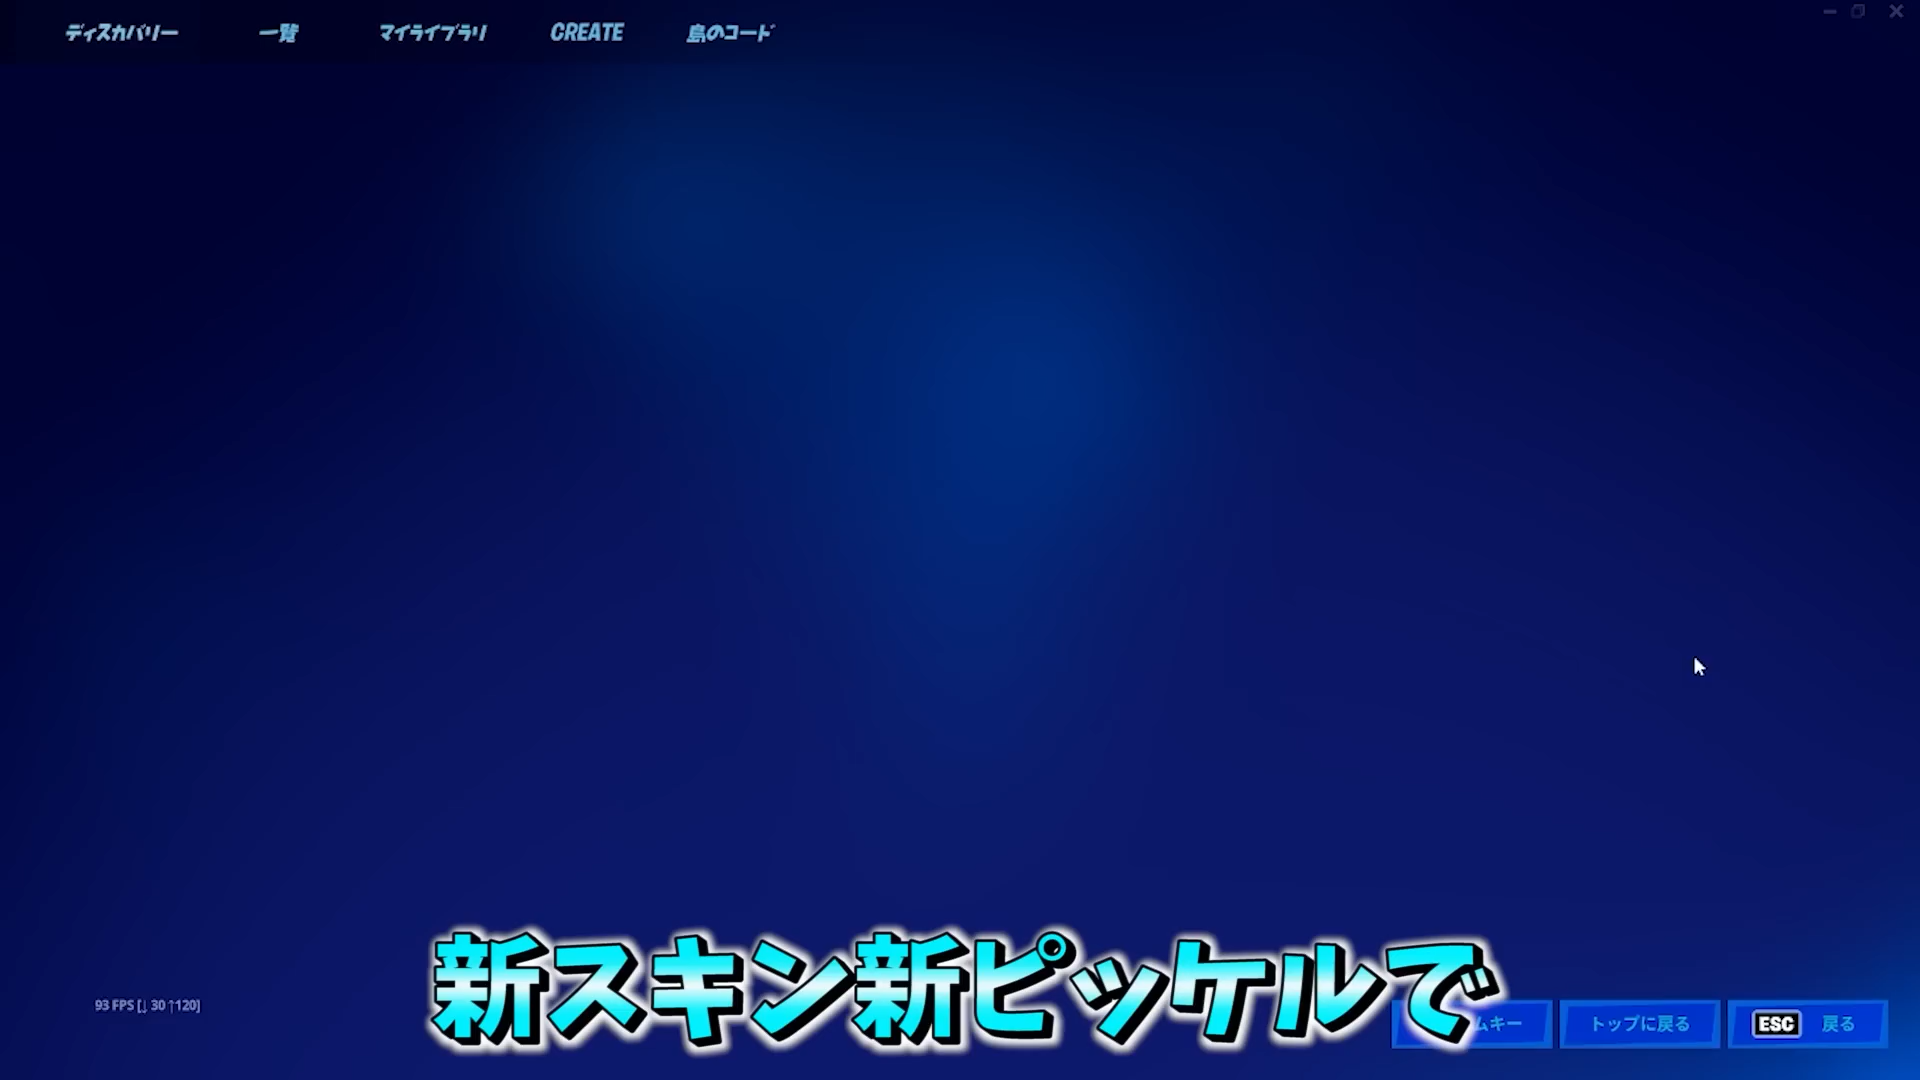 ディスカバリー 一覧 マイライブラリ CREATE 島のコード
新スキン新ピッケルで
93 FPS [↓ 30 ↑120]
ムキー トップに戻る ESC 戻る